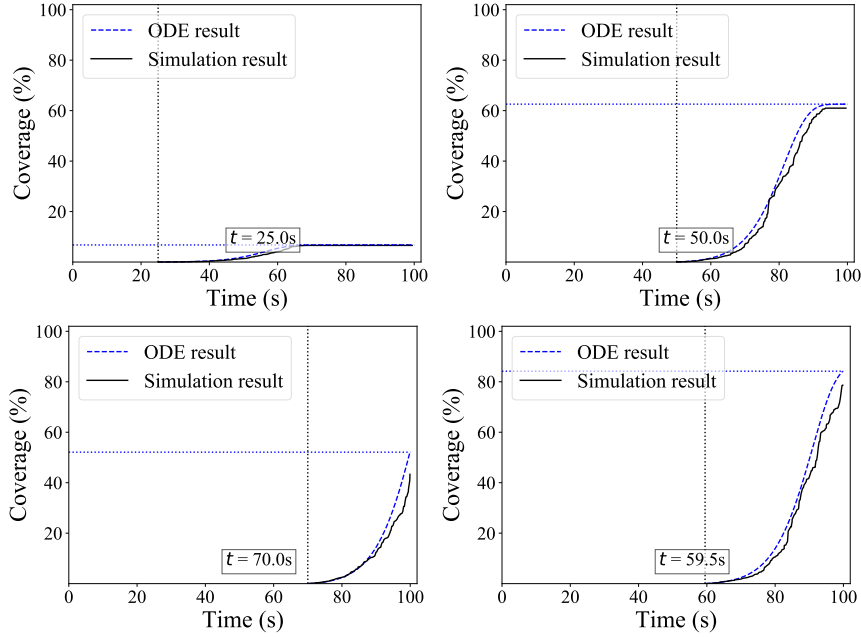 100
80
60
40
20
Coverage (%)
ODE result
Simulation result
t = 25.0s
0 20 40 60 80 100
Time (s)
100
80
60
40
20
Coverage (%)
ODE result
Simulation result
t = 50.0s
0 20 40 60 80 100
Time (s)
100
80
60
40
20
Coverage (%)
ODE result
Simulation result
t = 70.0s
0 20 40 60 80 100
Time (s)
100
80
60
40
20
Coverage (%)
ODE result
Simulation result
t = 59.5s
0 20 40 60 80 100
Time (s)